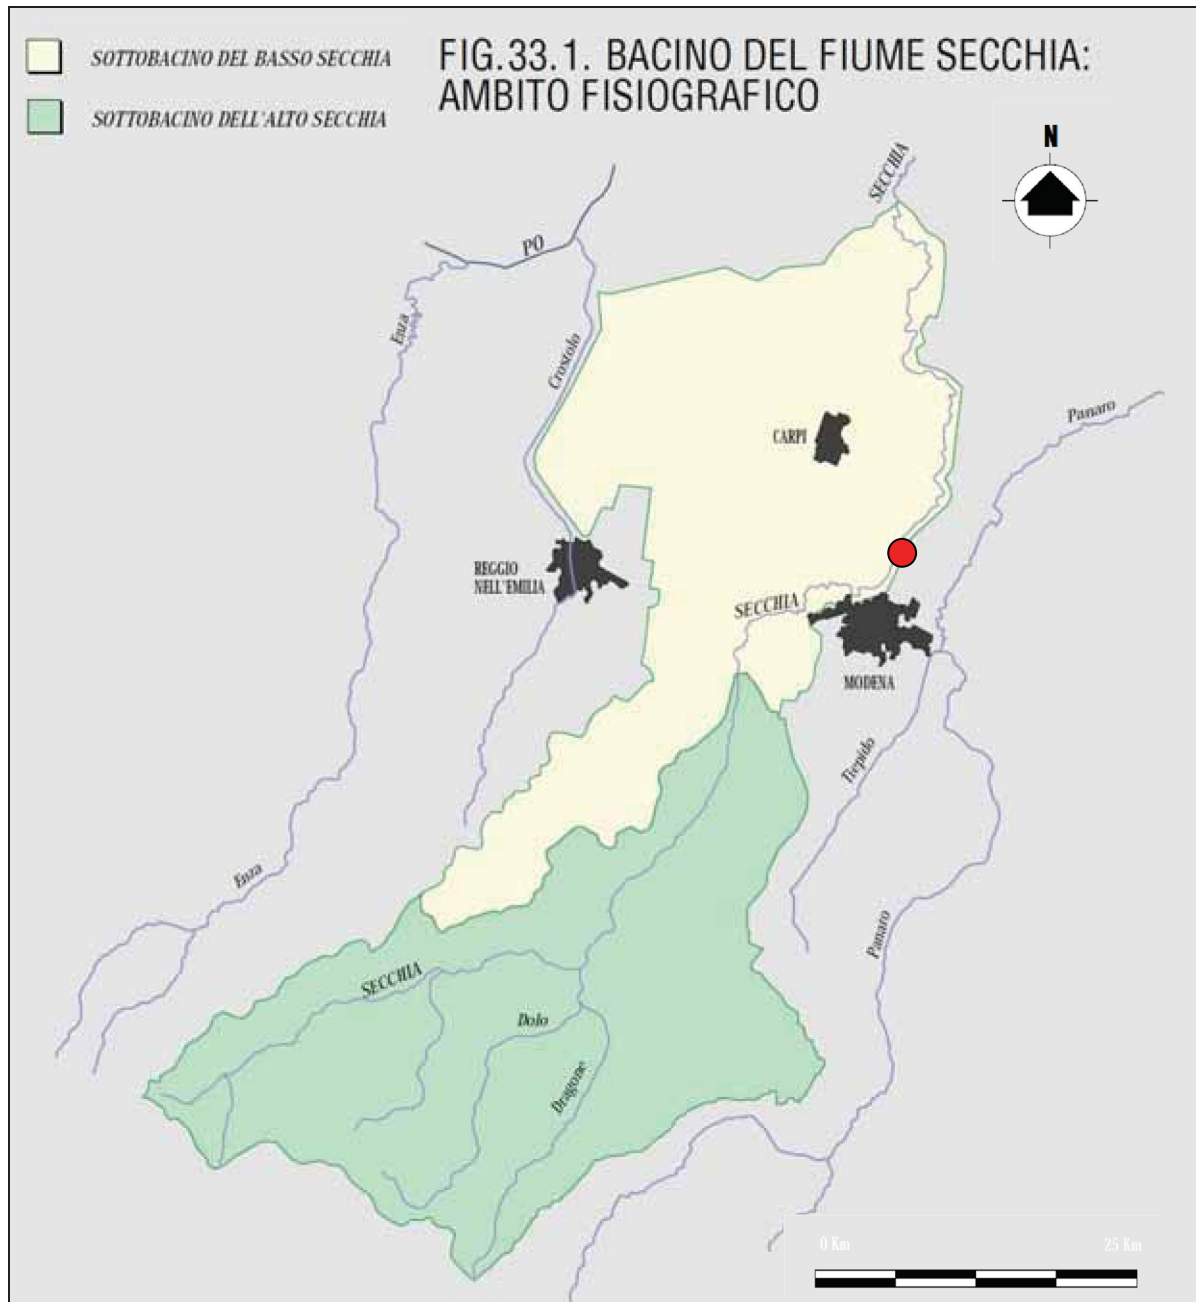 SOTTOBACINO DEL BASSO SECCHIA
SOTTOBACINO DELL'ALTO SECCHIA
FIG.33.1. BACINO DEL FIUME SECCHIA:
AMBITO FISIOGRAFICO
N
SECCHIA
PO
Enza
Crostolo
Panaro
CARPI
REGGIO
NELL'EMILIA
SECCHIA
MODENA
Tiepido
Enza
Panaro
SECCHIA
Dolo
Dragone
0 Km
25 Km